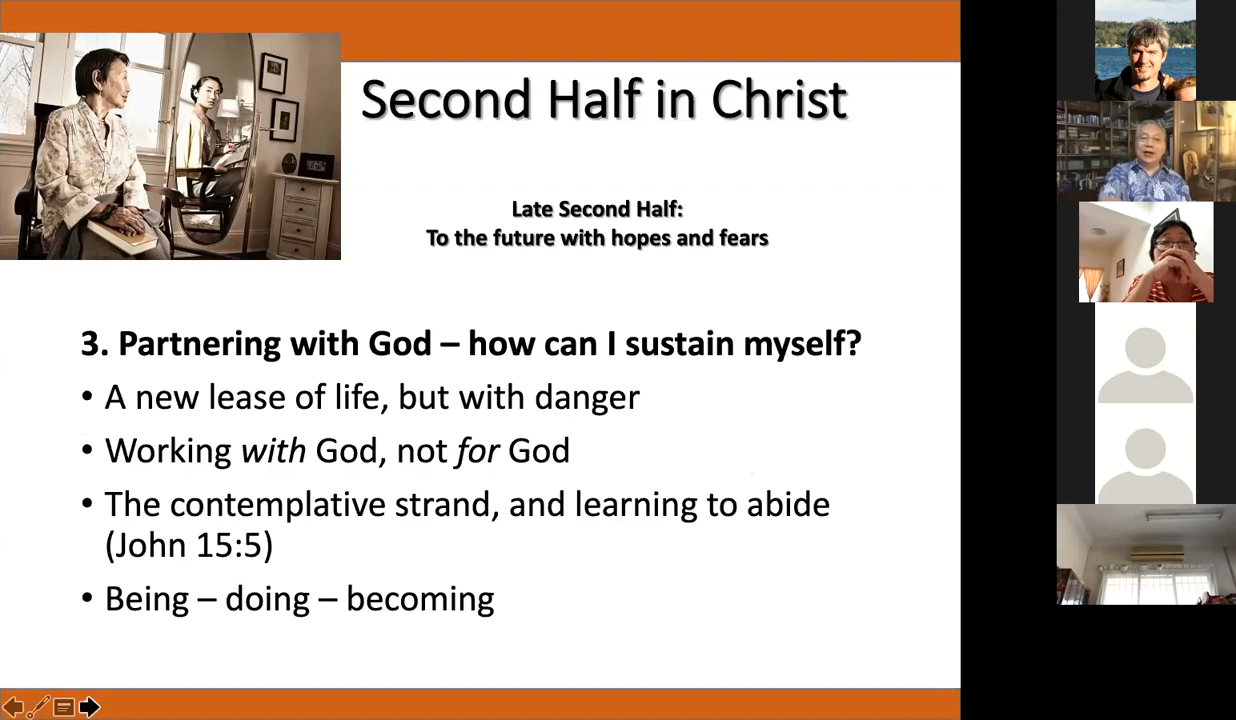 Second Half in Christ
Late Second Half:
To the future with hopes and fears
3. Partnering with God – how can I sustain myself?
• A new lease of life, but with danger
• Working with God, not for God
• The contemplative strand, and learning to abide
(John 15:5)
• Being – doing – becoming